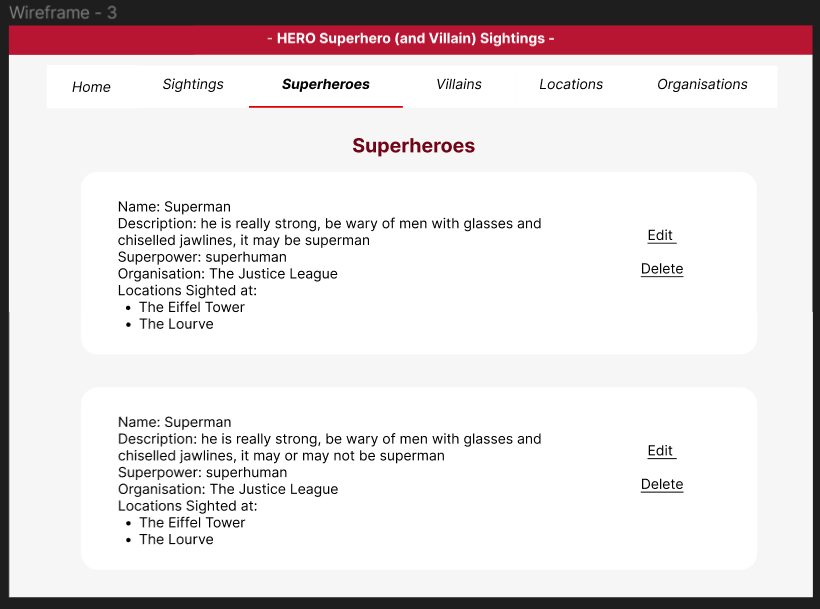 Wireframe - 3
- HERO Superhero (and Villain) Sightings -
Home Sightings Superheroes Villains Locations Organisations
Superheroes
Name: Superman
Description: he is really strong, be wary of men with glasses and
chiselled jawlines, it may be superman
Superpower: superhuman
Organisation: The Justice League
Locations Sighted at:
• The Eiffel Tower
• The Lourve
Edit
Delete
Name: Superman
Description: he is really strong, be wary of men with glasses and
chiselled jawlines, it may or may not be superman
Superpower: superhuman
Organisation: The Justice League
Locations Sighted at:
• The Eiffel Tower
• The Lourve
Edit
Delete